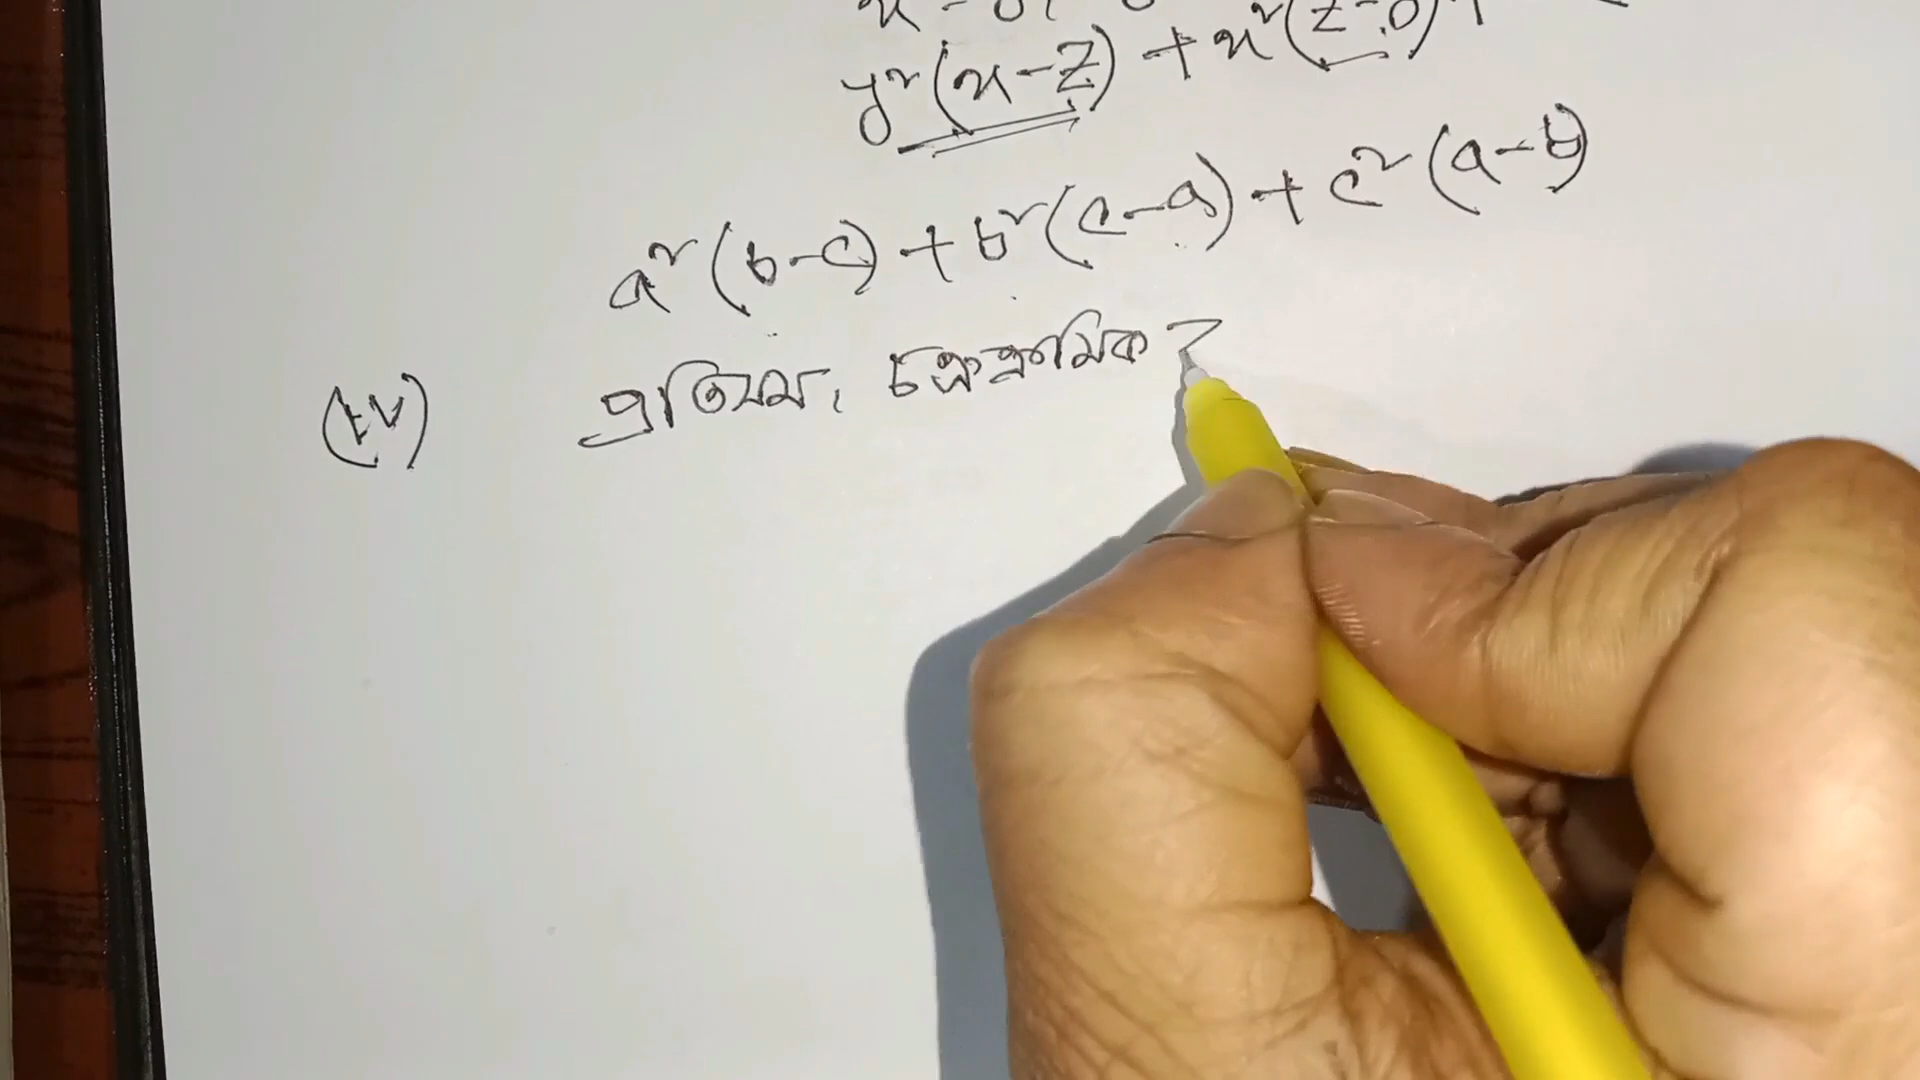 y²(x-z) + x²(z-
a²(b-c) + b²(c-a) + c²(a-b)
(iv) প্রতিসম, চক্রক্রমিক